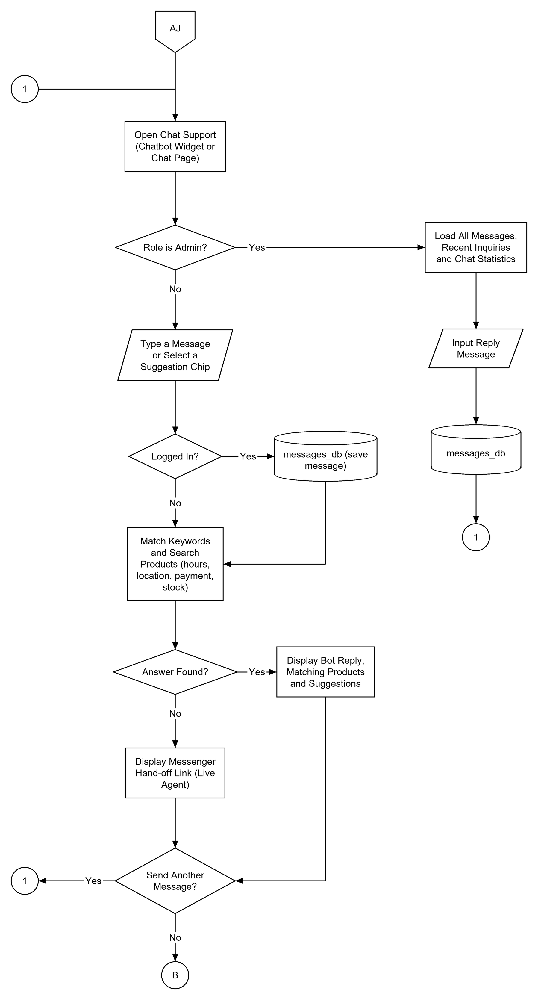 AJ
1
Open Chat Support
(Chatbot Widget or
Chat Page)
Role is Admin?
Yes
Load All Messages,
Recent Inquiries
and Chat Statistics
No
Type a Message
or Select a
Suggestion Chip
Input Reply
Message
Logged In?
Yes
messages_db (save
message)
messages_db
No
1
Match Keywords
and Search
Products (hours,
location, payment,
stock)
Answer Found?
Yes
Display Bot Reply,
Matching Products
and Suggestions
No
Display Messenger
Hand-off Link (Live
Agent)
Send Another
Message?
Yes
1
No
B